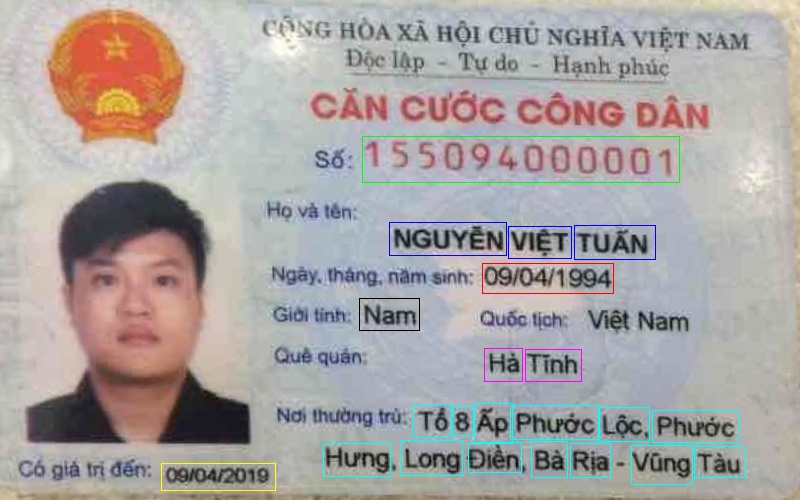 CỘNG HÒA XÃ HỘI CHỦ NGHĨA VIỆT NAM
Độc lập - Tự do - Hạnh phúc
CĂN CƯỚC CÔNG DÂN
Số: 155094000001
Họ và tên:
NGUYỄN VIỆT TUẤN
Ngày, tháng, năm sinh: 09/04/1994
Giới tính: Nam Quốc tịch: Việt Nam
Quê quán:
Hà Tĩnh
Nơi thường trú: Tổ 8 Ấp Phước Lộc, Phước
Hưng, Long Điền, Bà Rịa - Vũng Tàu
Có giá trị đến: 09/04/2019